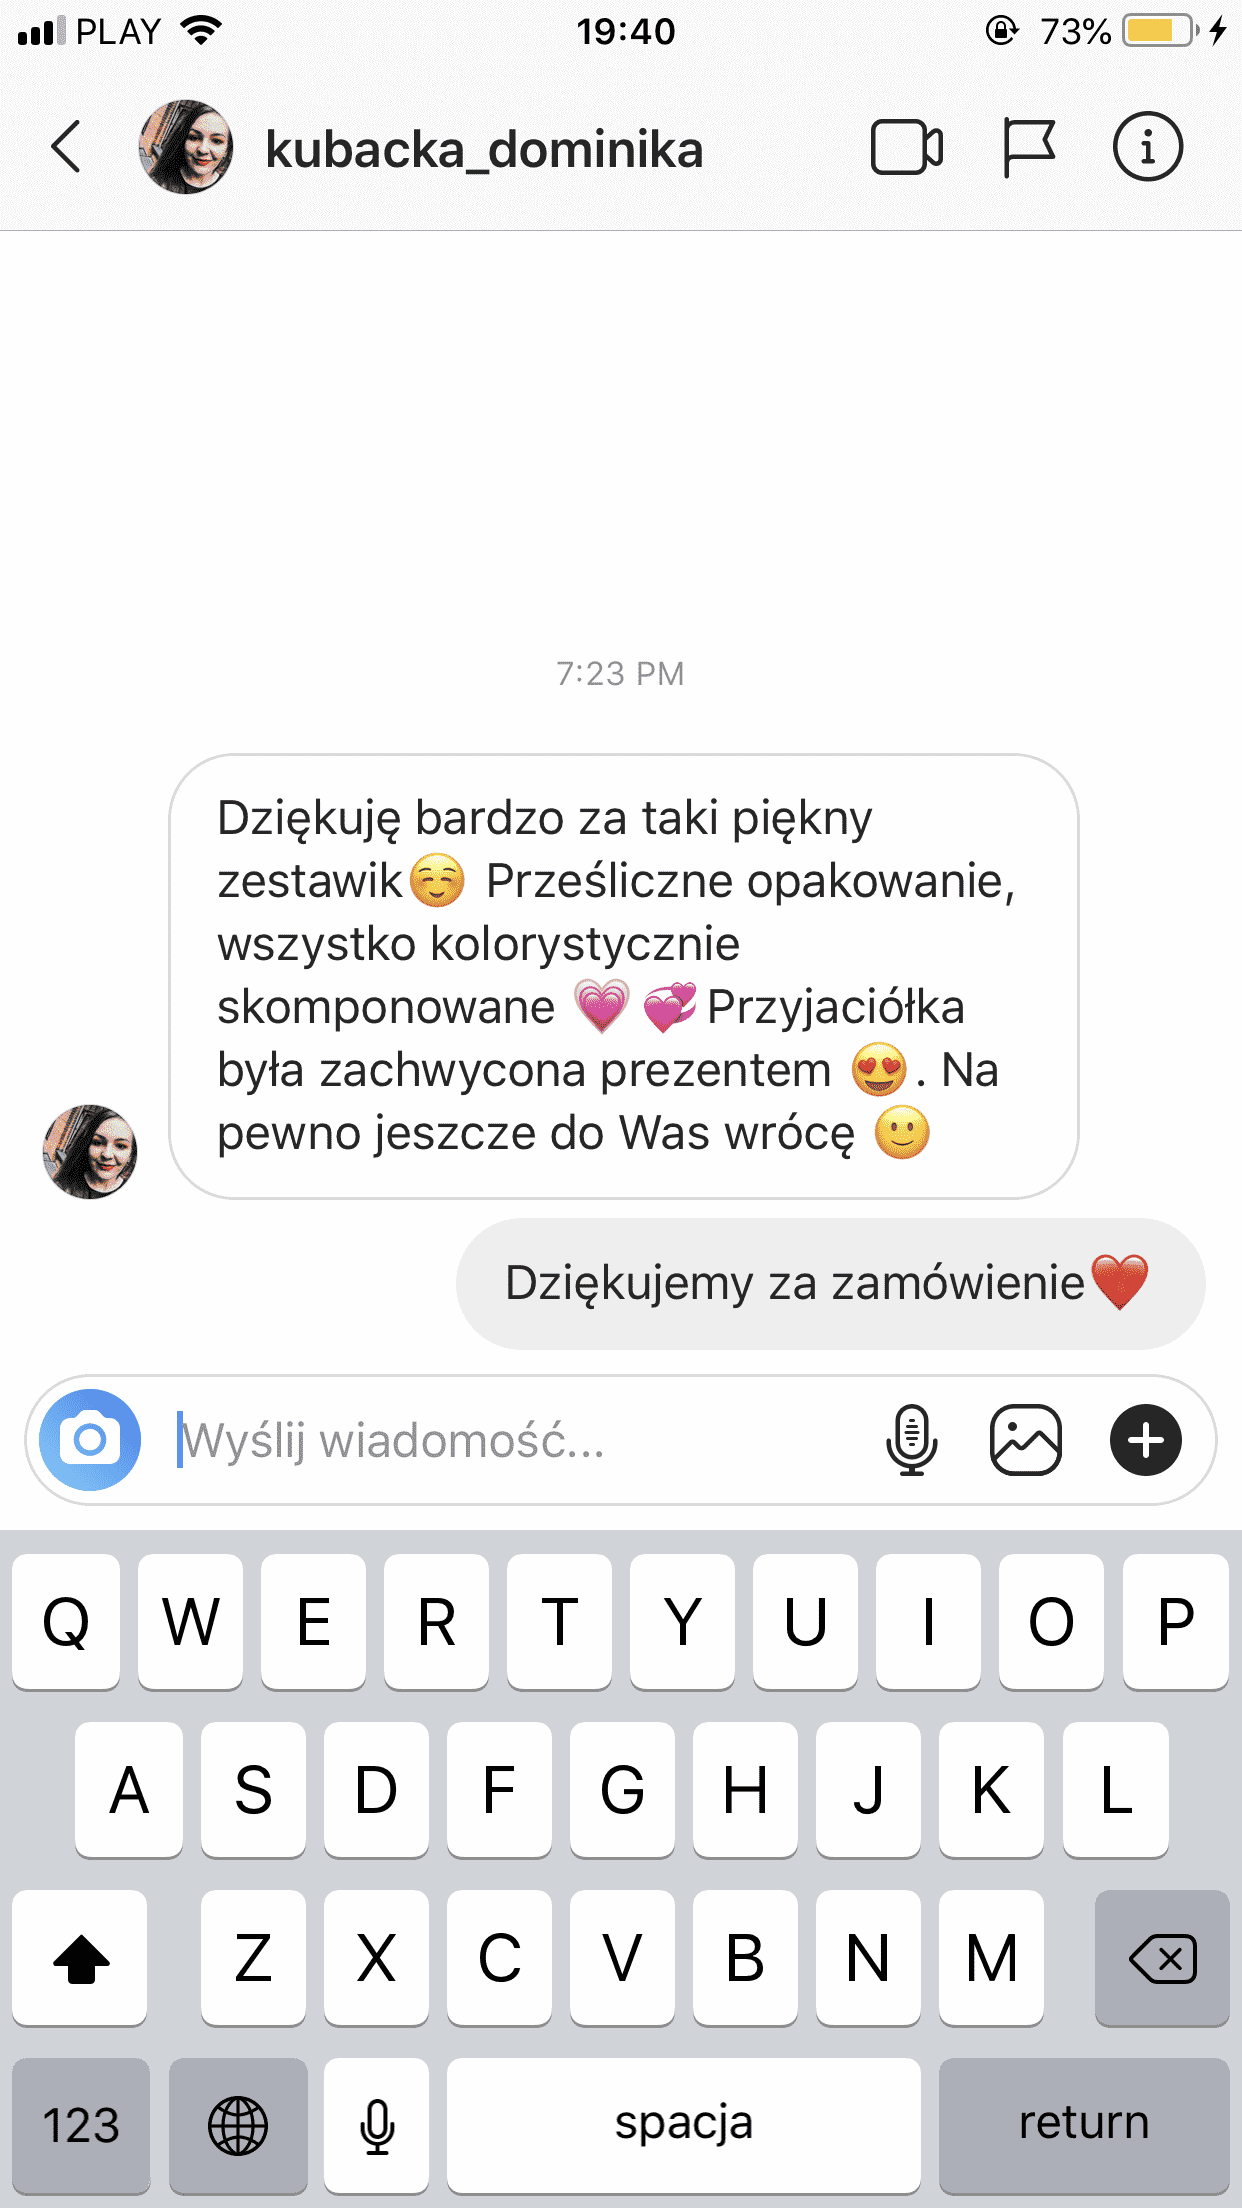 PLAY 19:40 73%
kubacka_dominika
7:23 PM
Dziękuję bardzo za taki piękny
zestawik☺️ Prześliczne opakowanie,
wszystko kolorystycznie
skomponowane 💗💞Przyjaciółka
była zachwycona prezentem 😍. Na
pewno jeszcze do Was wrócę 🙂
Dziękujemy za zamówienie❤️
Wyślij wiadomość...
Q W E R T Y U I O P
A S D F G H J K L
Z X C V B N M
123 spacja return